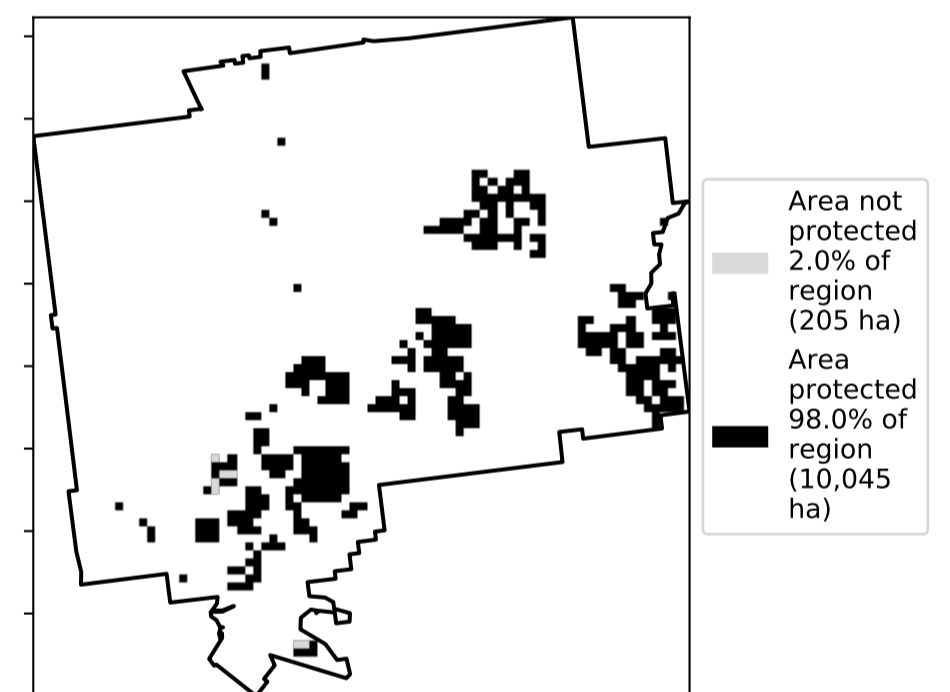 Area not
protected
2.0% of
region
(205 ha)
Area
protected
98.0% of
region
(10,045
ha)